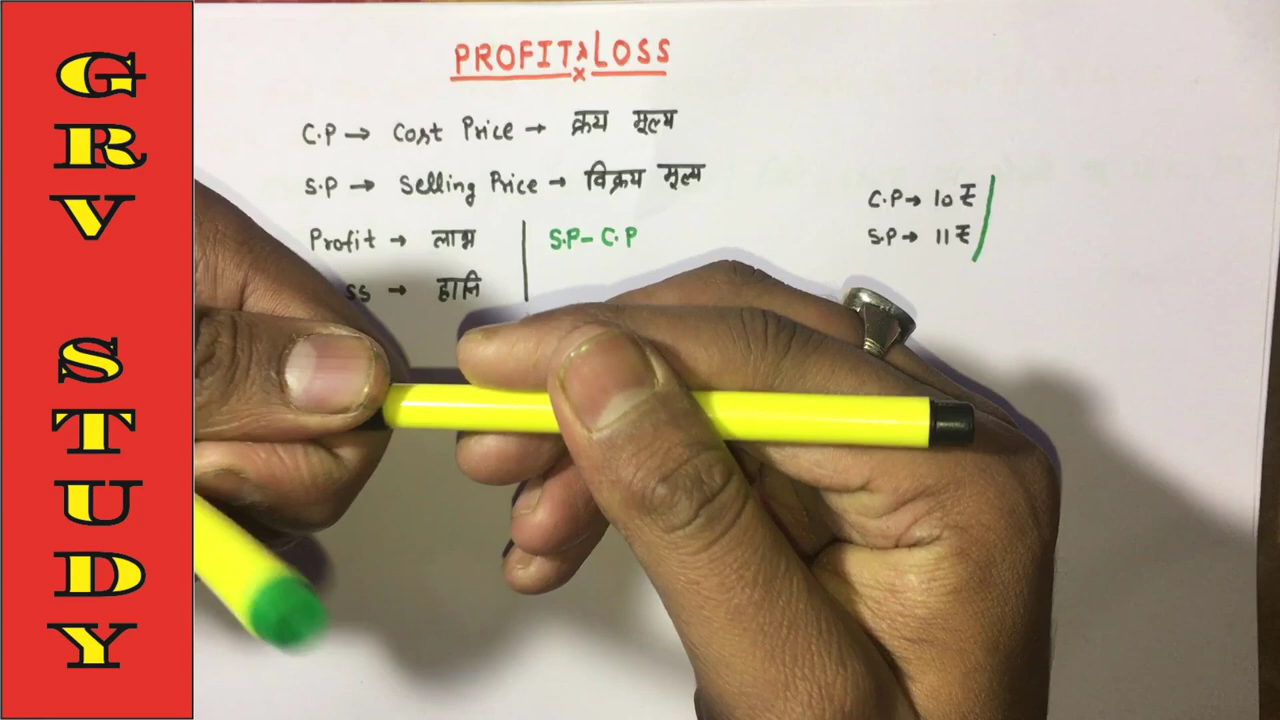 GRV STUDY
PROFIT & LOSS
C.P → Cost Price → क्रय मूल्य
S.P → Selling Price → विक्रय मूल्य
Profit → लाभ
S.P - C.P
ss → हानि
C.P → 10 ₹
S.P → 11 ₹